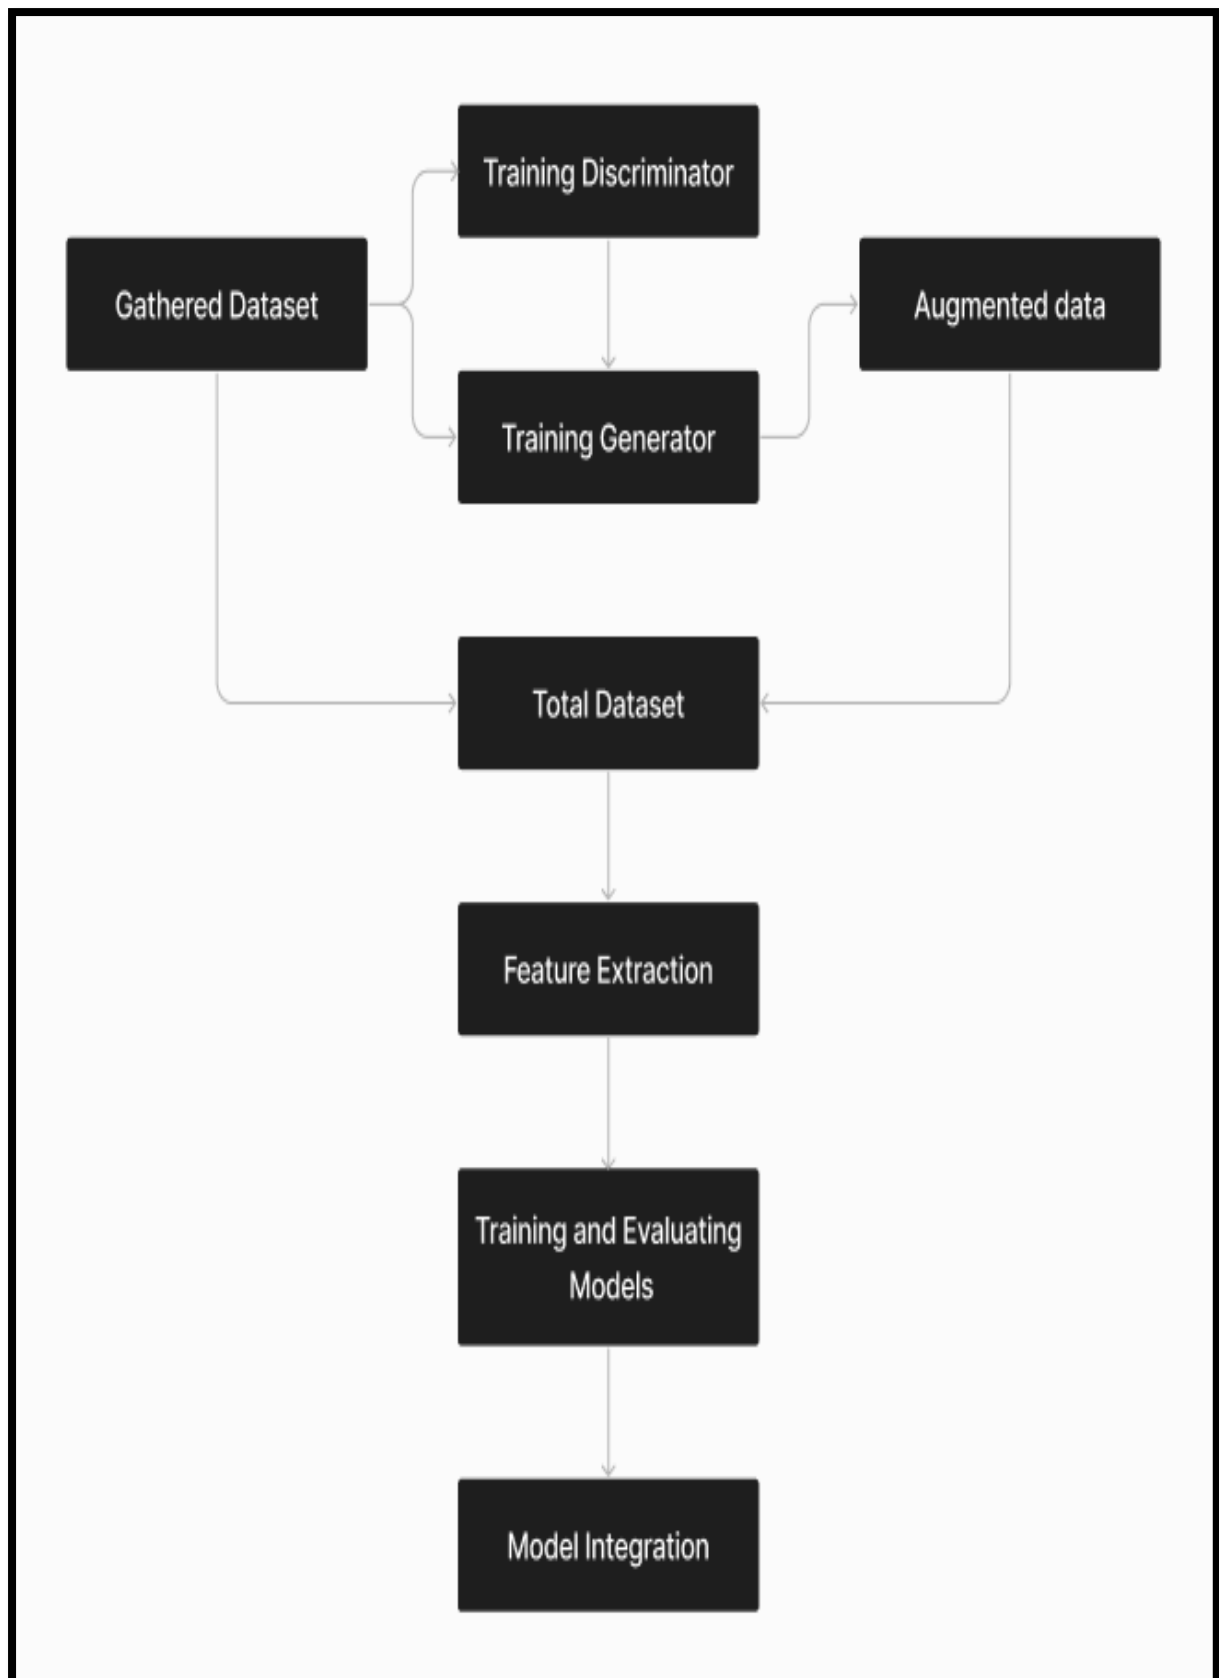 Training Discriminator
Gathered Dataset
Augmented data
Training Generator
Total Dataset
Feature Extraction
Training and Evaluating
Models
Model Integration